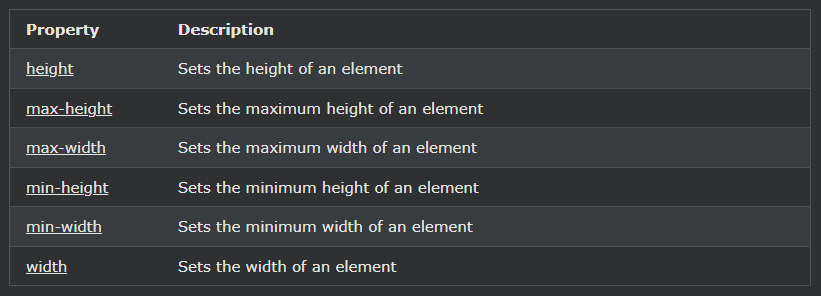 Property Description
height Sets the height of an element
max-height Sets the maximum height of an element
max-width Sets the maximum width of an element
min-height Sets the minimum height of an element
min-width Sets the minimum width of an element
width Sets the width of an element